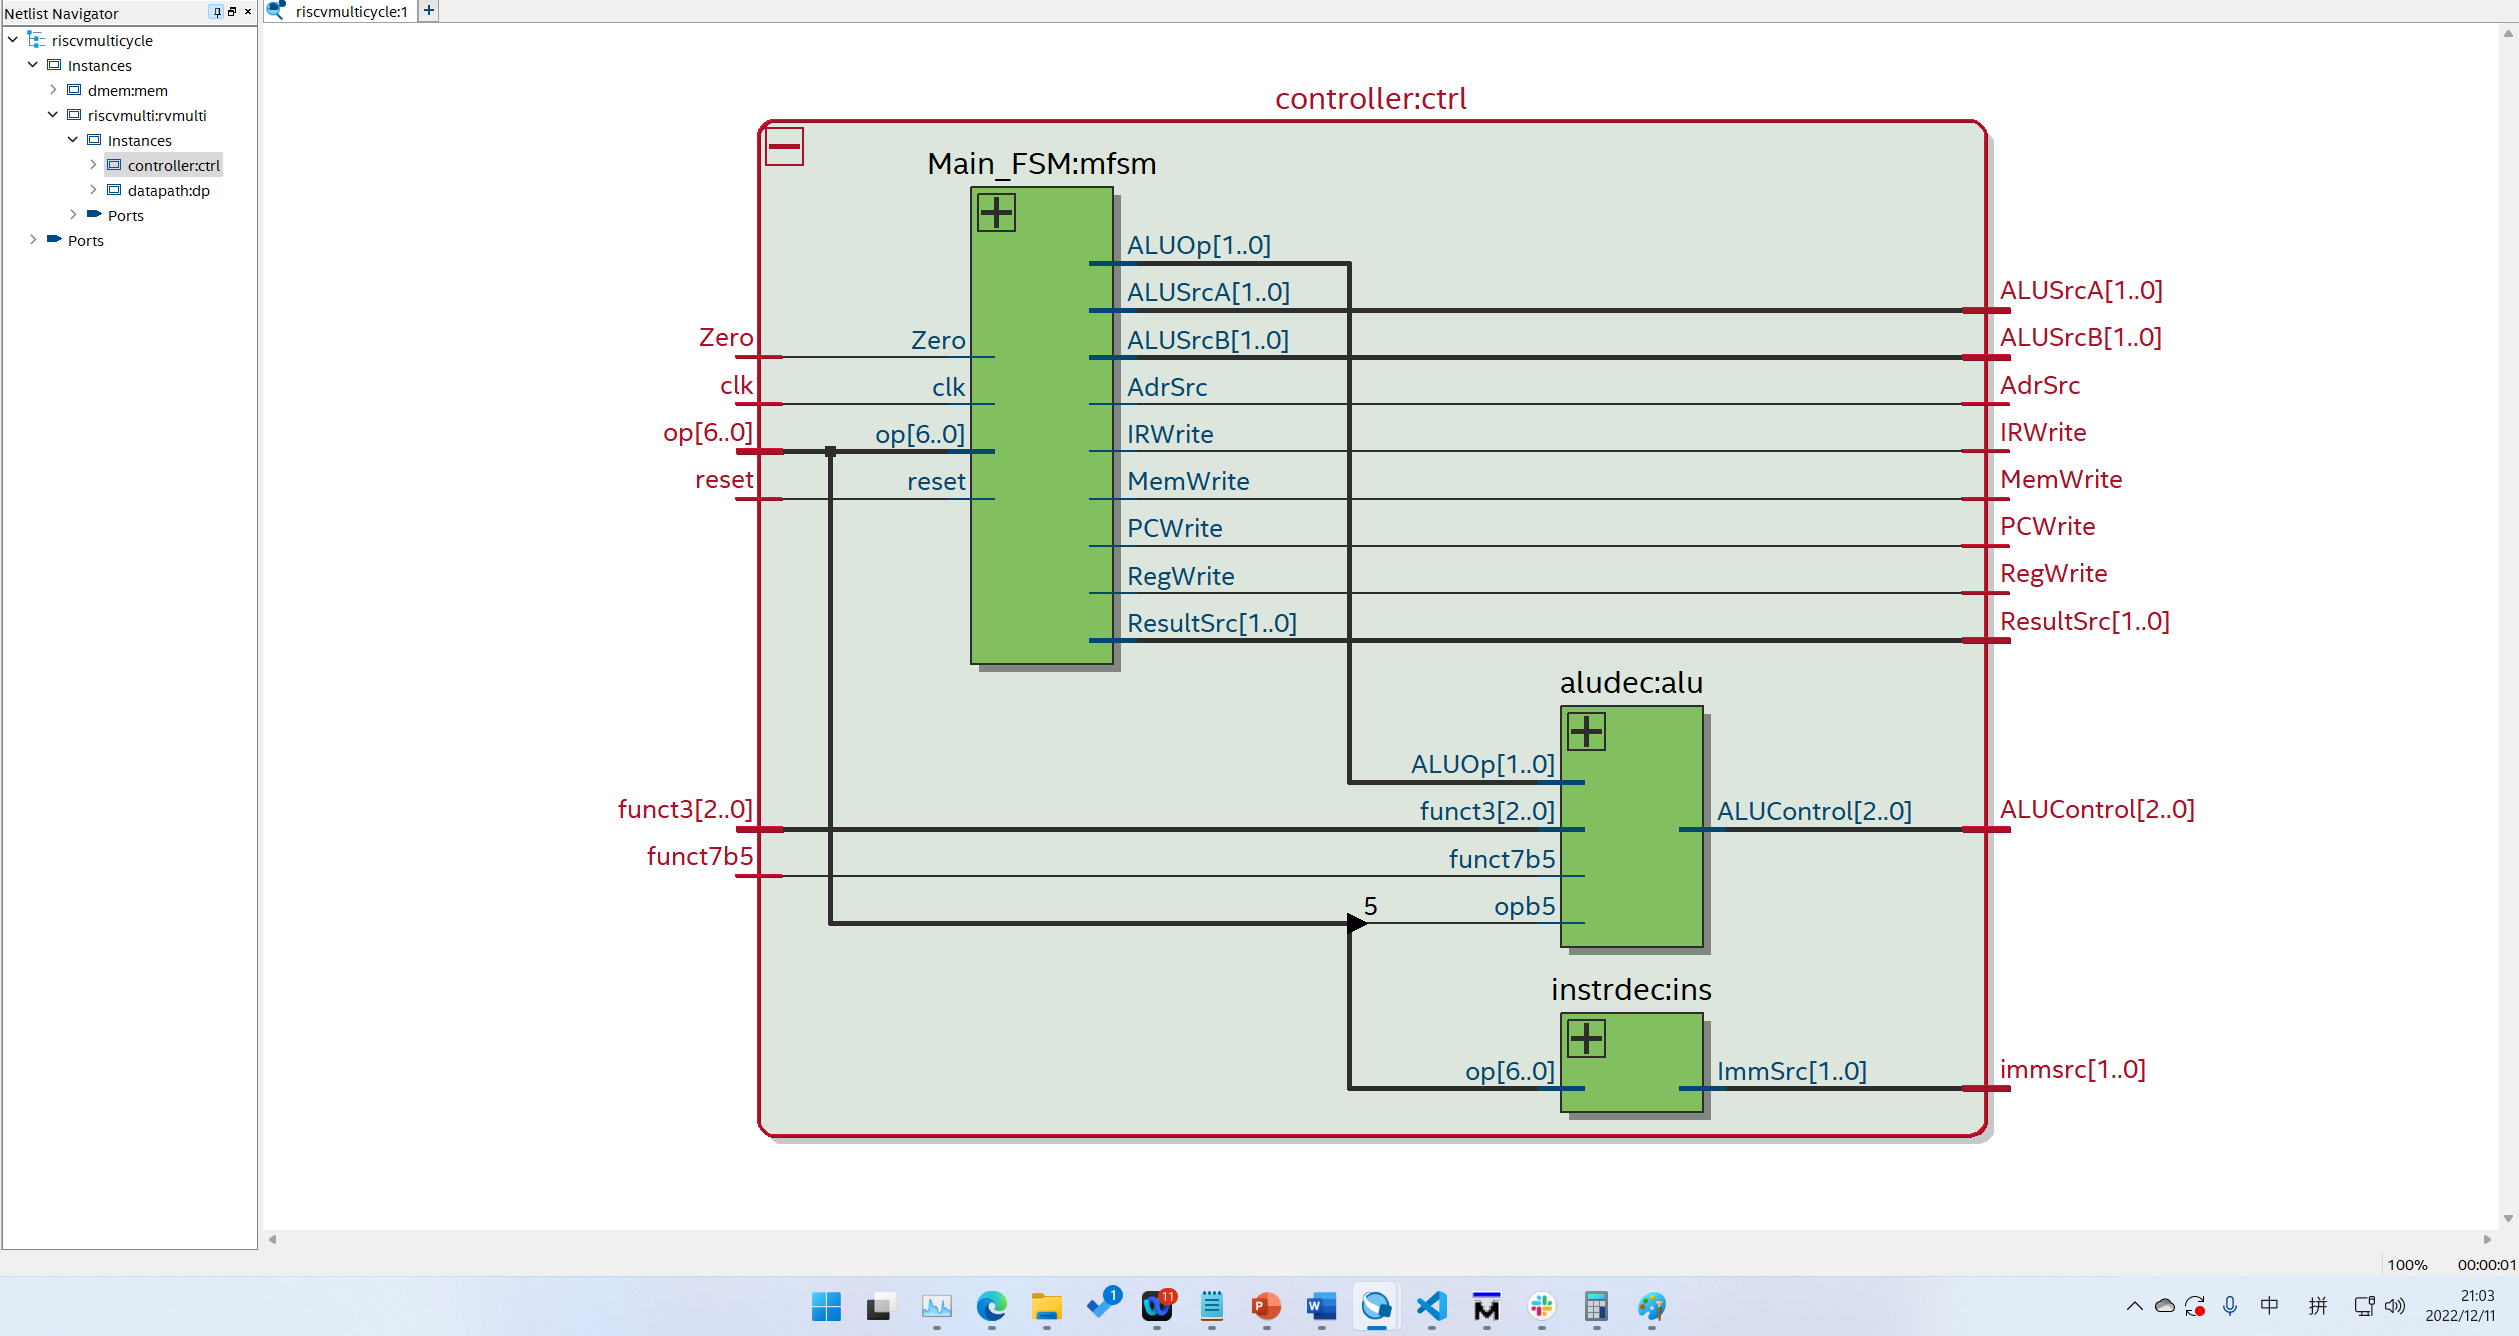 Netlist Navigator
riscvmulticycle:1
riscvmulticycle
Instances
dmem:mem
riscvmulti:rvmulti
Instances
controller:ctrl
datapath:dp
Ports
Ports
controller:ctrl
Main_FSM:mfsm
ALUOp[1..0]
ALUSrcA[1..0]
ALUSrcA[1..0]
Zero
Zero
ALUSrcB[1..0]
ALUSrcB[1..0]
clk
clk
AdrSrc
AdrSrc
op[6..0]
op[6..0]
IRWrite
IRWrite
reset
reset
MemWrite
MemWrite
PCWrite
PCWrite
RegWrite
RegWrite
ResultSrc[1..0]
ResultSrc[1..0]
aludec:alu
ALUOp[1..0]
funct3[2..0]
funct3[2..0]
ALUControl[2..0]
ALUControl[2..0]
funct7b5
funct7b5
5
opb5
instrdec:ins
op[6..0]
ImmSrc[1..0]
immsrc[1..0]
100%
00:00:01
1
11
P
W
中
拼
21:03
2022/12/11